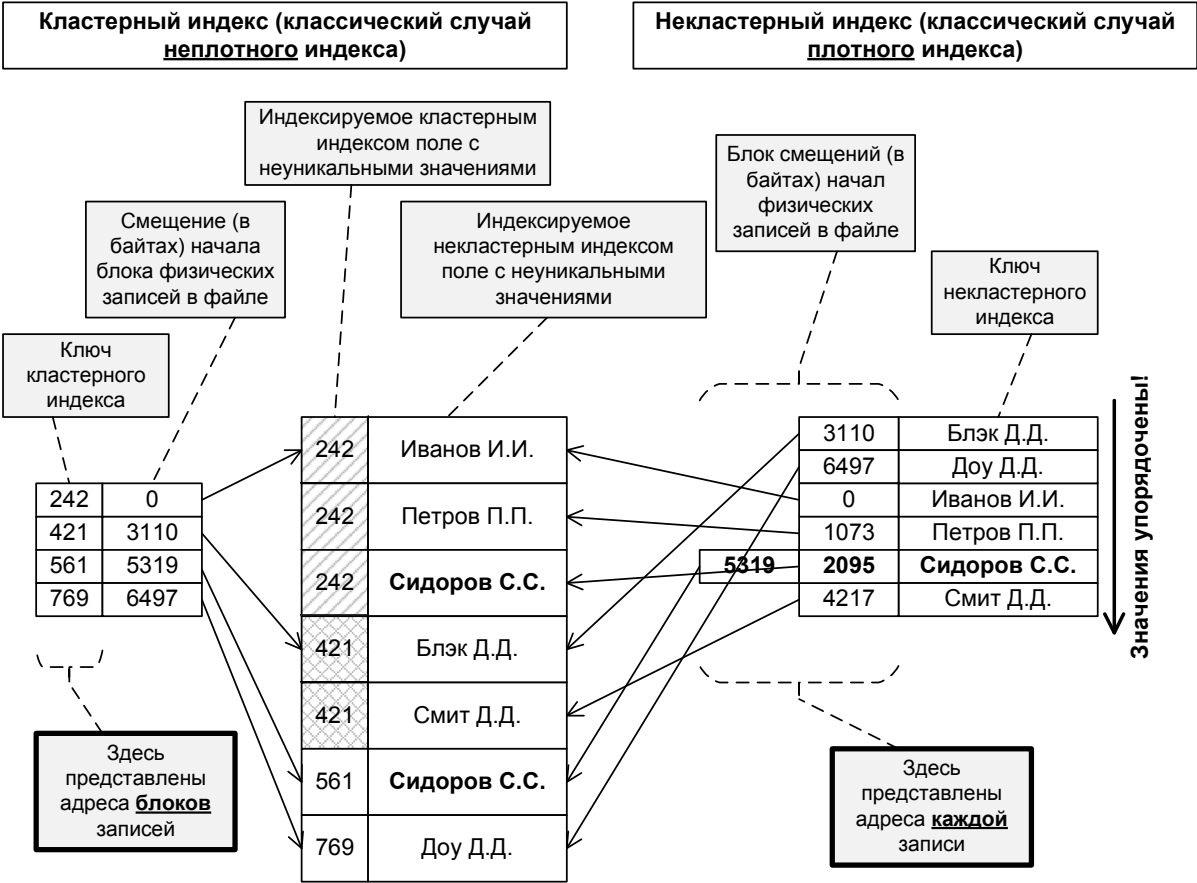 Кластерный индекс (классический случай
неплотного индекса)
Некластерный индекс (классический случай
плотного индекса)
Индексируемое кластерным
индексом поле с
неуникальными значениями
Блок смещений (в
байтах) начал
физических
записей в файле
Смещение (в
байтах) начала
блока физических
записей в файле
Индексируемое
некластерным индексом
поле с неуникальными
значениями
Ключ
некластерного
индекса
Ключ
кластерного
индекса
242 0
421 3110
561 5319
769 6497
242 Иванов И.И.
242 Петров П.П.
242 Сидоров С.С.
421 Блэк Д.Д.
421 Смит Д.Д.
561 Сидоров С.С.
769 Доу Д.Д.
3110 Блэк Д.Д.
6497 Доу Д.Д.
0 Иванов И.И.
1073 Петров П.П.
5319 2095 Сидоров С.С.
4217 Смит Д.Д.
Значения упорядочены!
Здесь
представлены
адреса блоков
записей
Здесь
представлены
адреса каждой
записи